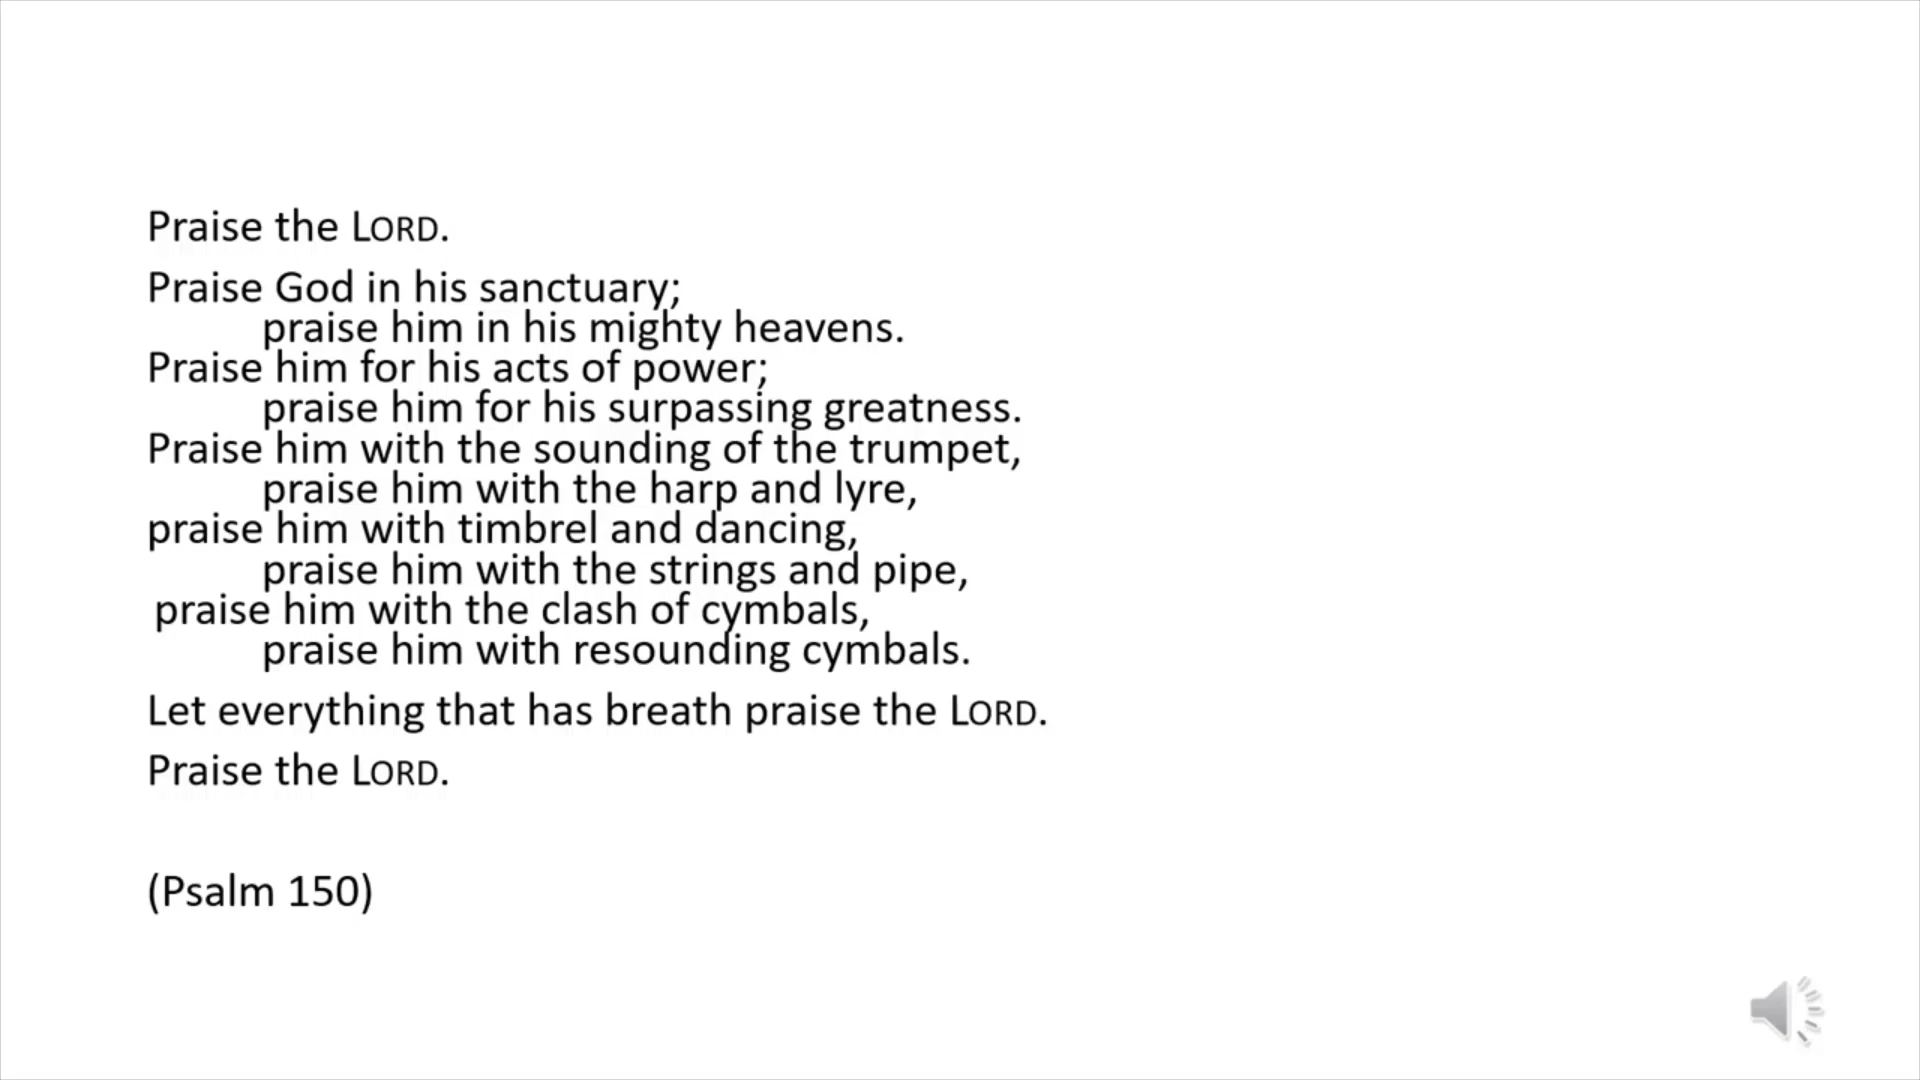 Praise the LORD.
Praise God in his sanctuary;
praise him in his mighty heavens.
Praise him for his acts of power;
praise him for his surpassing greatness.
Praise him with the sounding of the trumpet,
praise him with the harp and lyre,
praise him with timbrel and dancing,
praise him with the strings and pipe,
praise him with the clash of cymbals,
praise him with resounding cymbals.
Let everything that has breath praise the LORD.
Praise the LORD.
(Psalm 150)